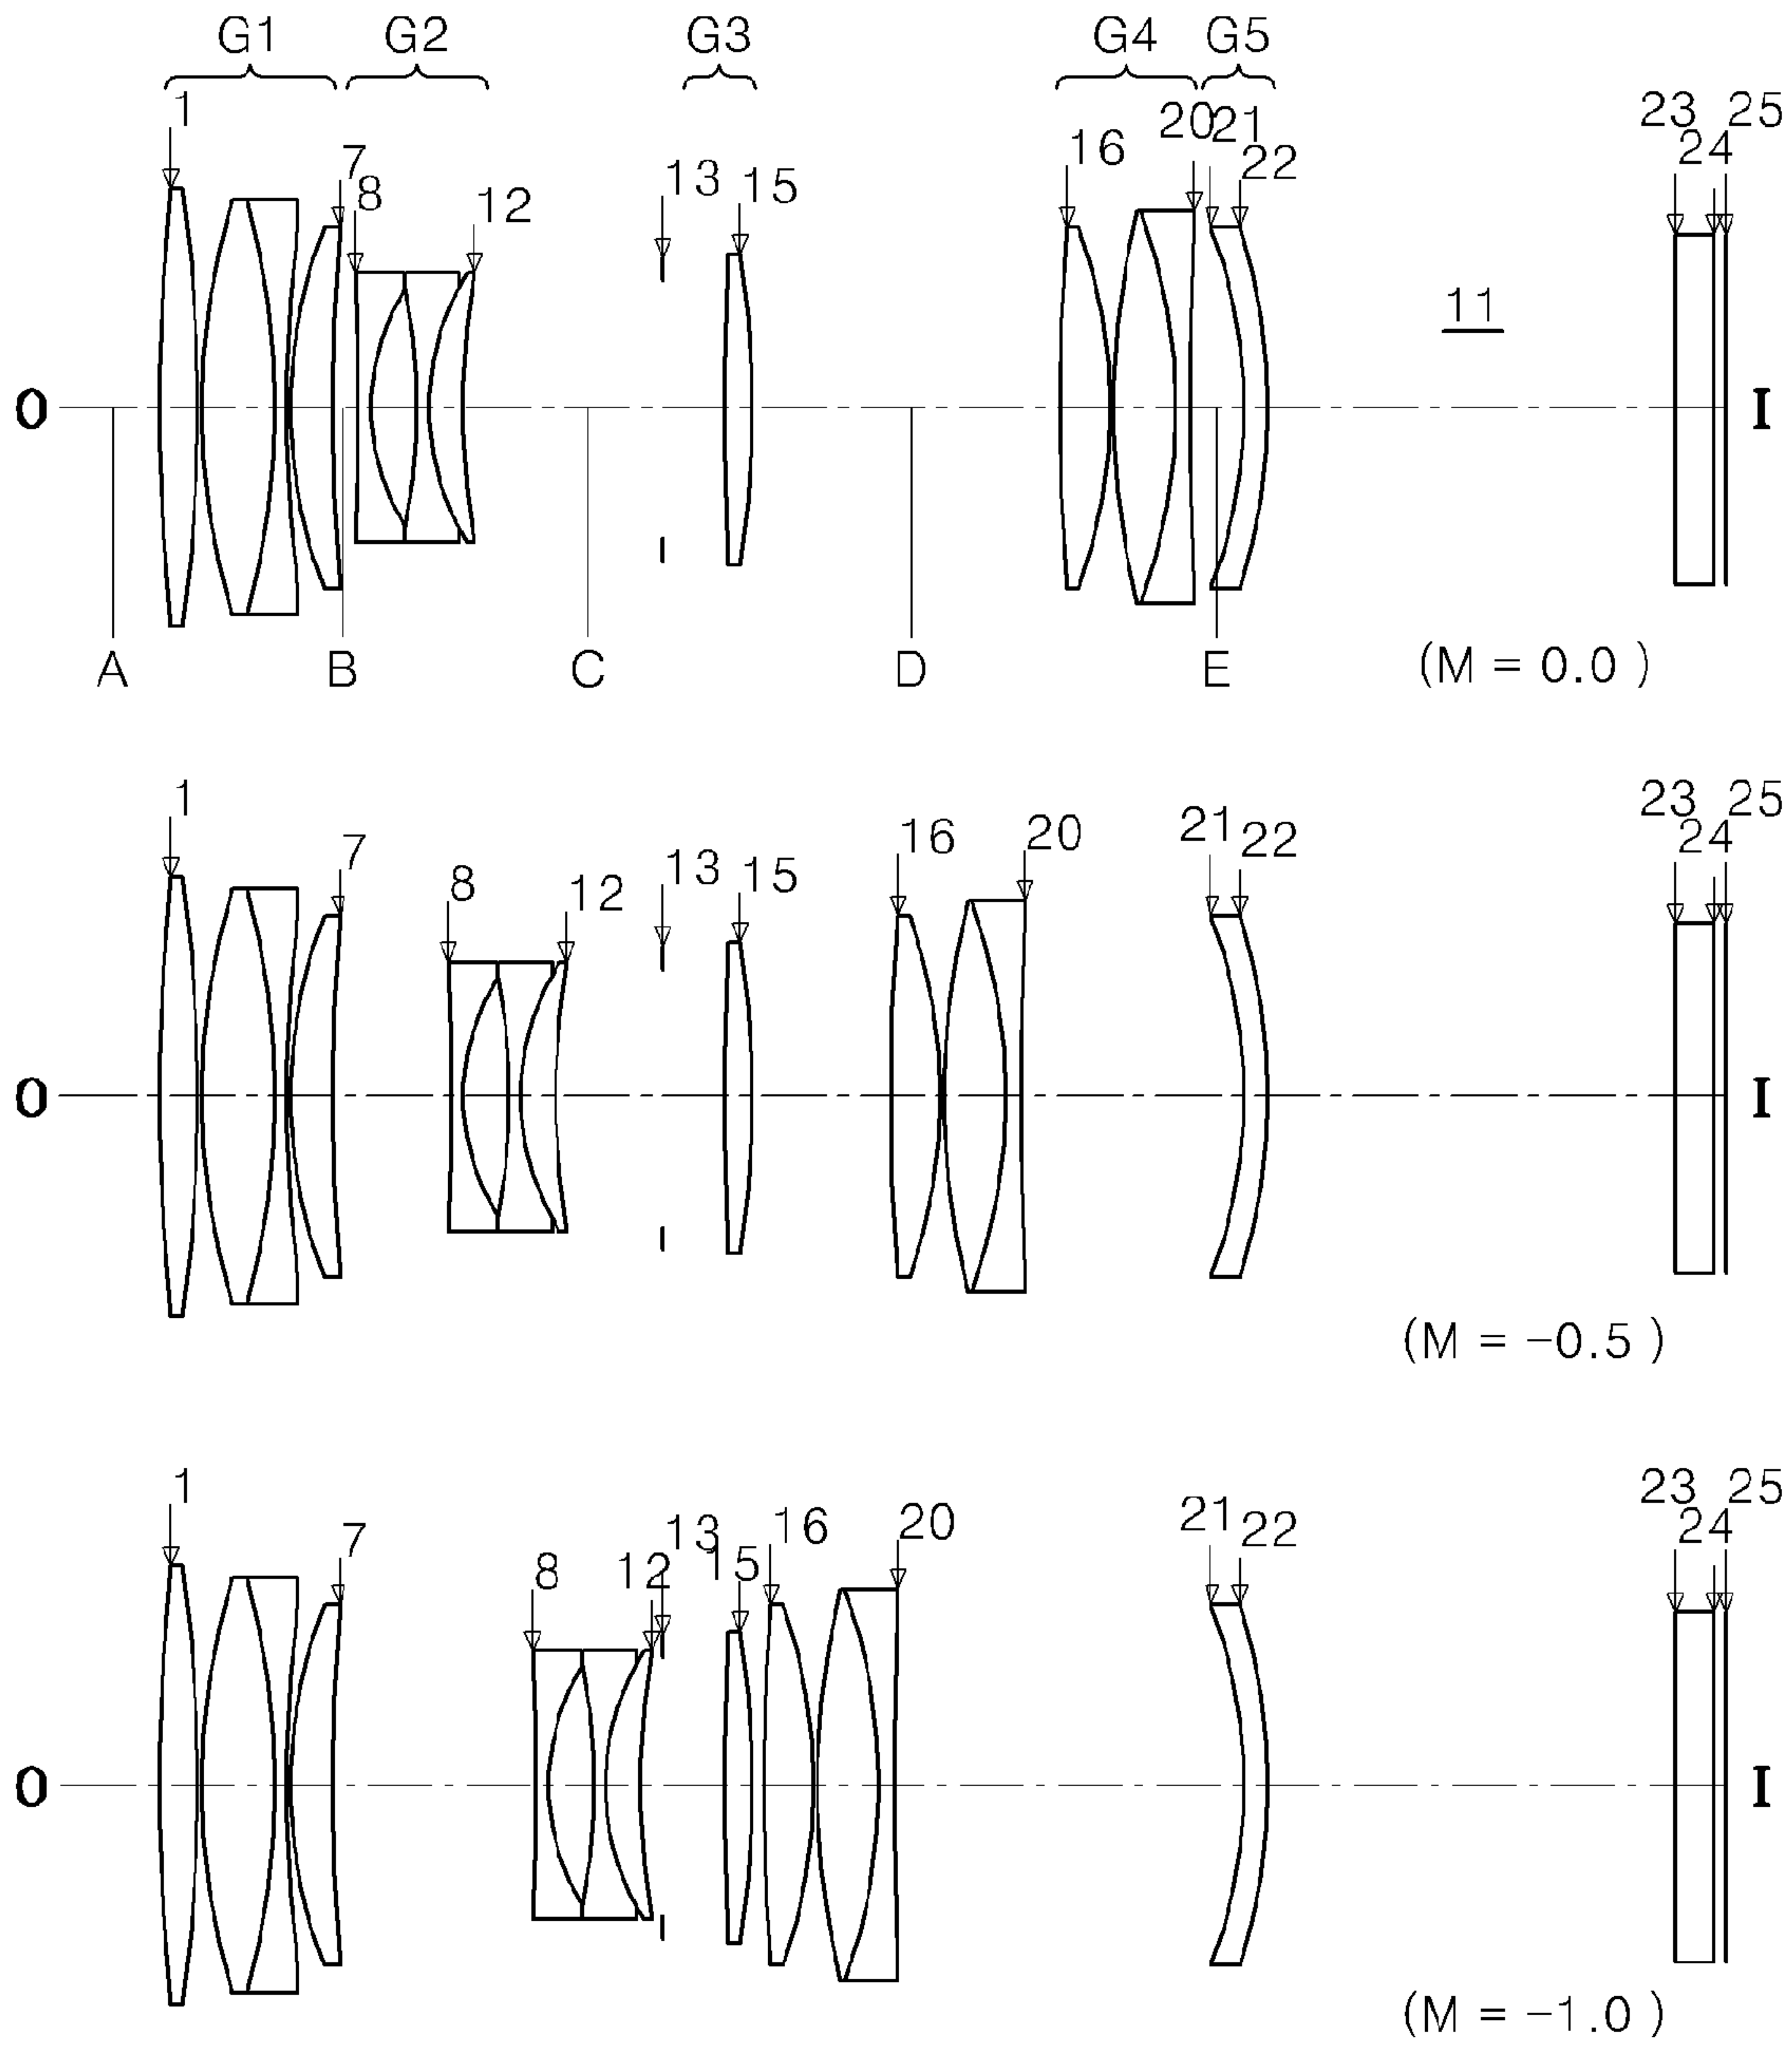 G1 G2 G3 G4 G5
1 20 21 23 25
16 24
7 13 15 22
8 12
11
O I
A B C D E
(M = 0.0 )
1 23 25
21 20 24
7 16 22
8 12 13 15
O I
(M = -0.5 )
1 23 25
21
7 13 16 20 22 24
8 12 15
O I
(M = -1.0 )